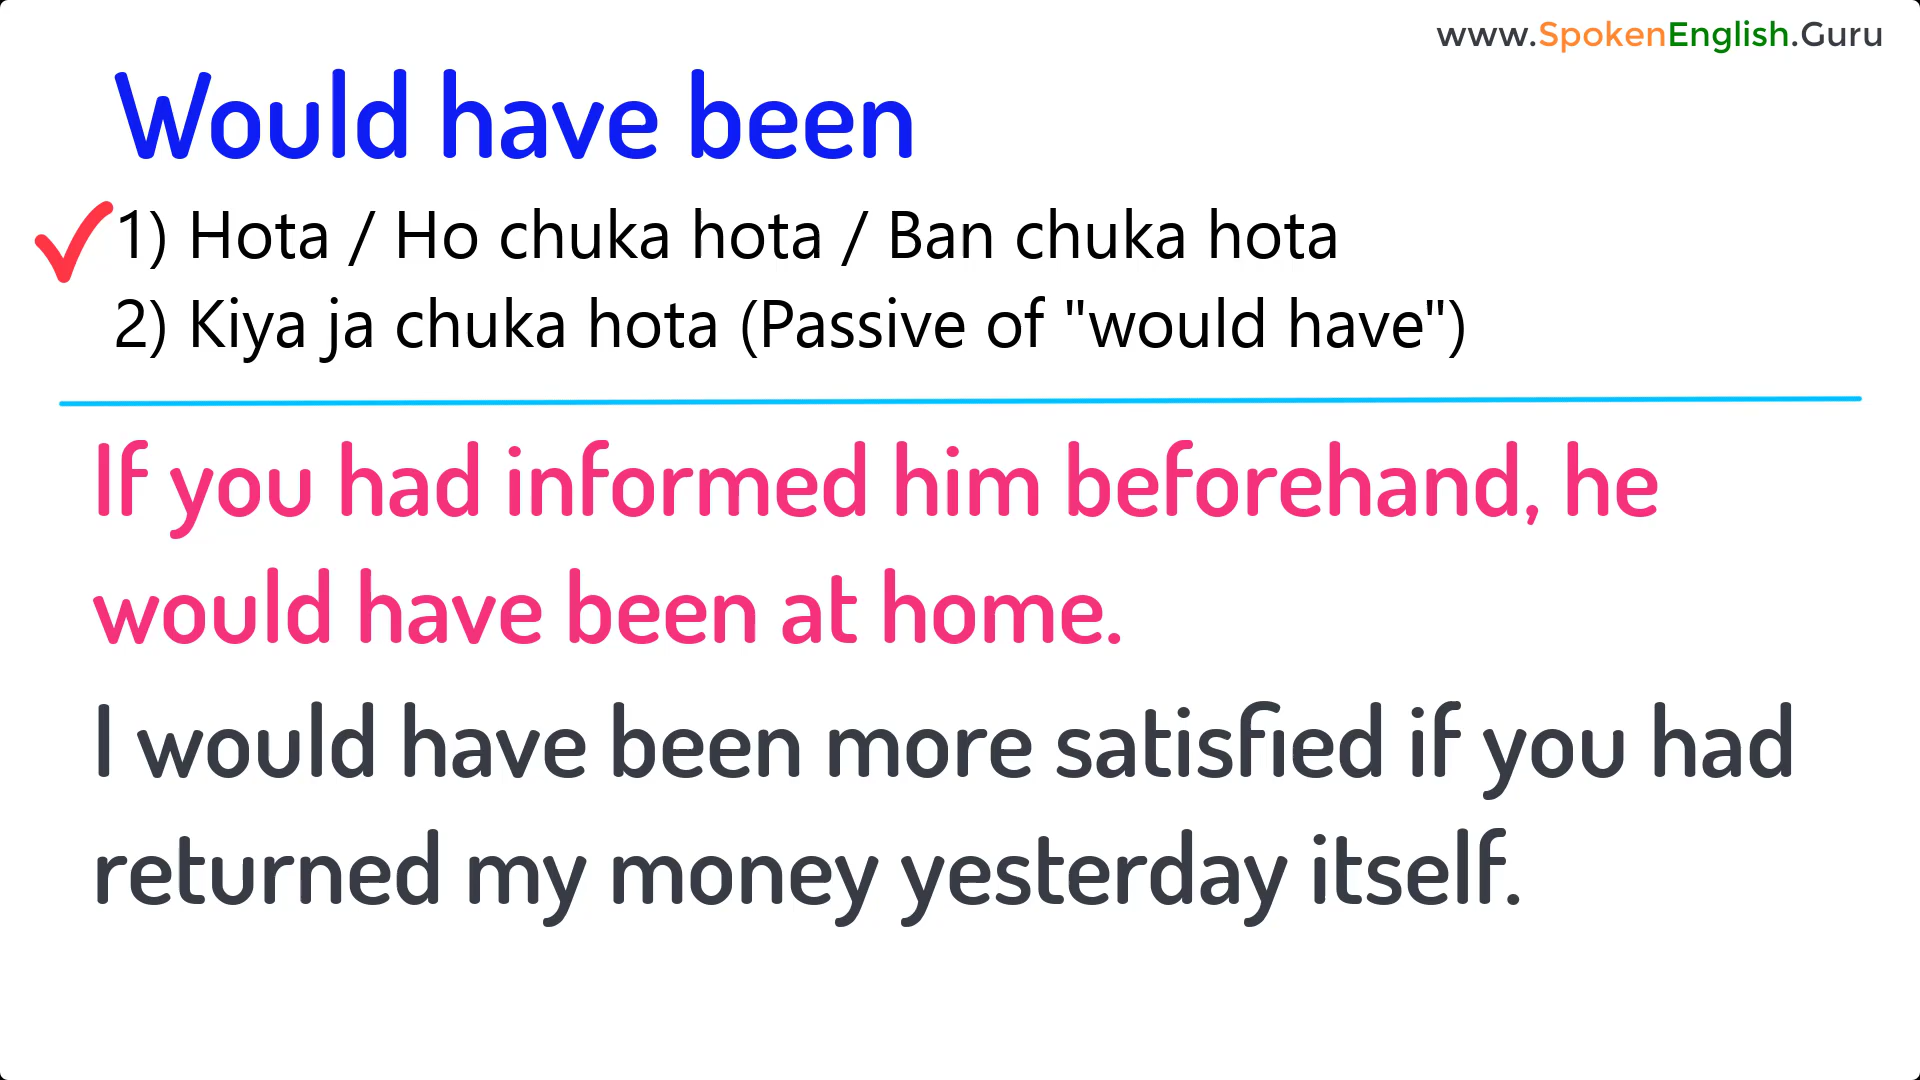 www.SpokenEnglish.Guru
Would have been
1) Hota / Ho chuka hota / Ban chuka hota
2) Kiya ja chuka hota (Passive of "would have")
If you had informed him beforehand, he
would have been at home.
I would have been more satisfied if you had
returned my money yesterday itself.